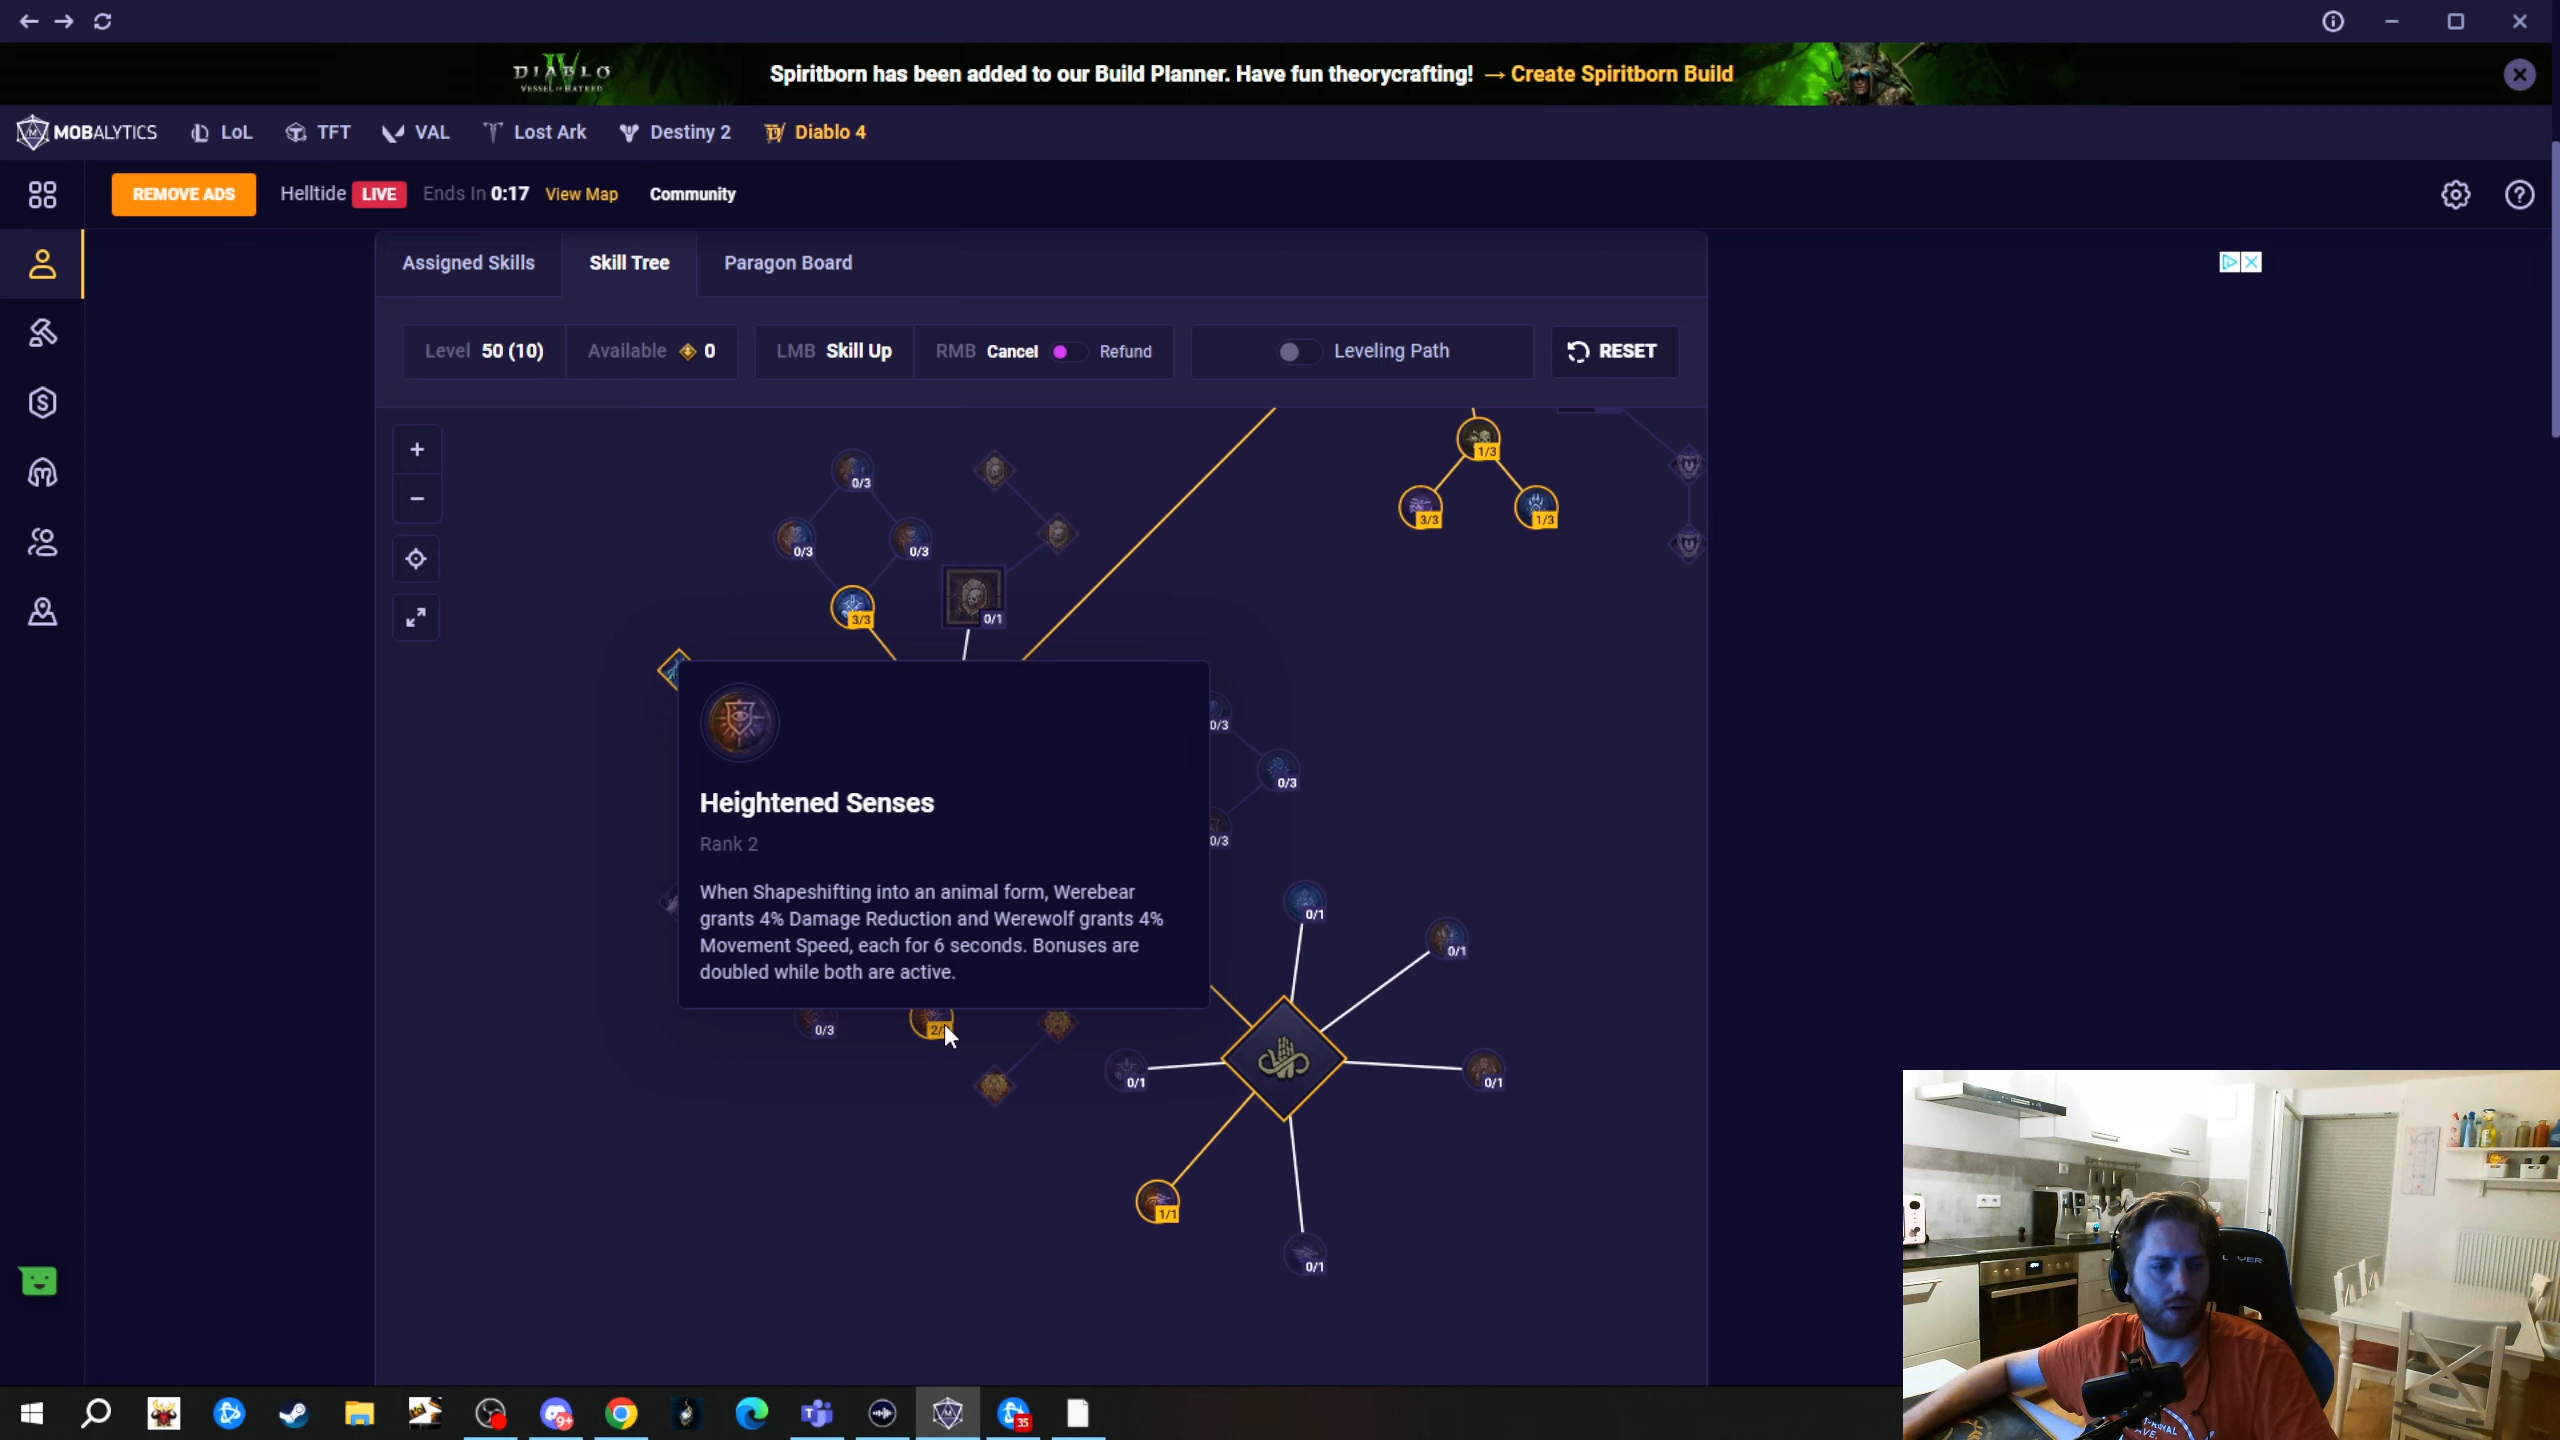 DIABLO
VESSEL OF HATRED
Spiritborn has been added to our Build Planner. Have fun theorycrafting! → Create Spiritborn Build
MOBALYTICS LoL TFT VAL Lost Ark Destiny 2 Diablo 4
REMOVE ADS Helltide LIVE Ends In 0:17 View Map Community
Assigned Skills Skill Tree Paragon Board
Level 50 (10) Available 0 LMB Skill Up RMB Cancel Refund Leveling Path RESET
+
−
1/3
0/3
3/3 1/3
0/3 0/3
3/3 0/1
0/3
0/3
0/3
Heightened Senses
Rank 2
When Shapeshifting into an animal form, Werebear
grants 4% Damage Reduction and Werewolf grants 4%
Movement Speed, each for 6 seconds. Bonuses are
doubled while both are active.
0/1
0/1
0/3 2/
0/1 0/1
1/1
0/1
9+ 35